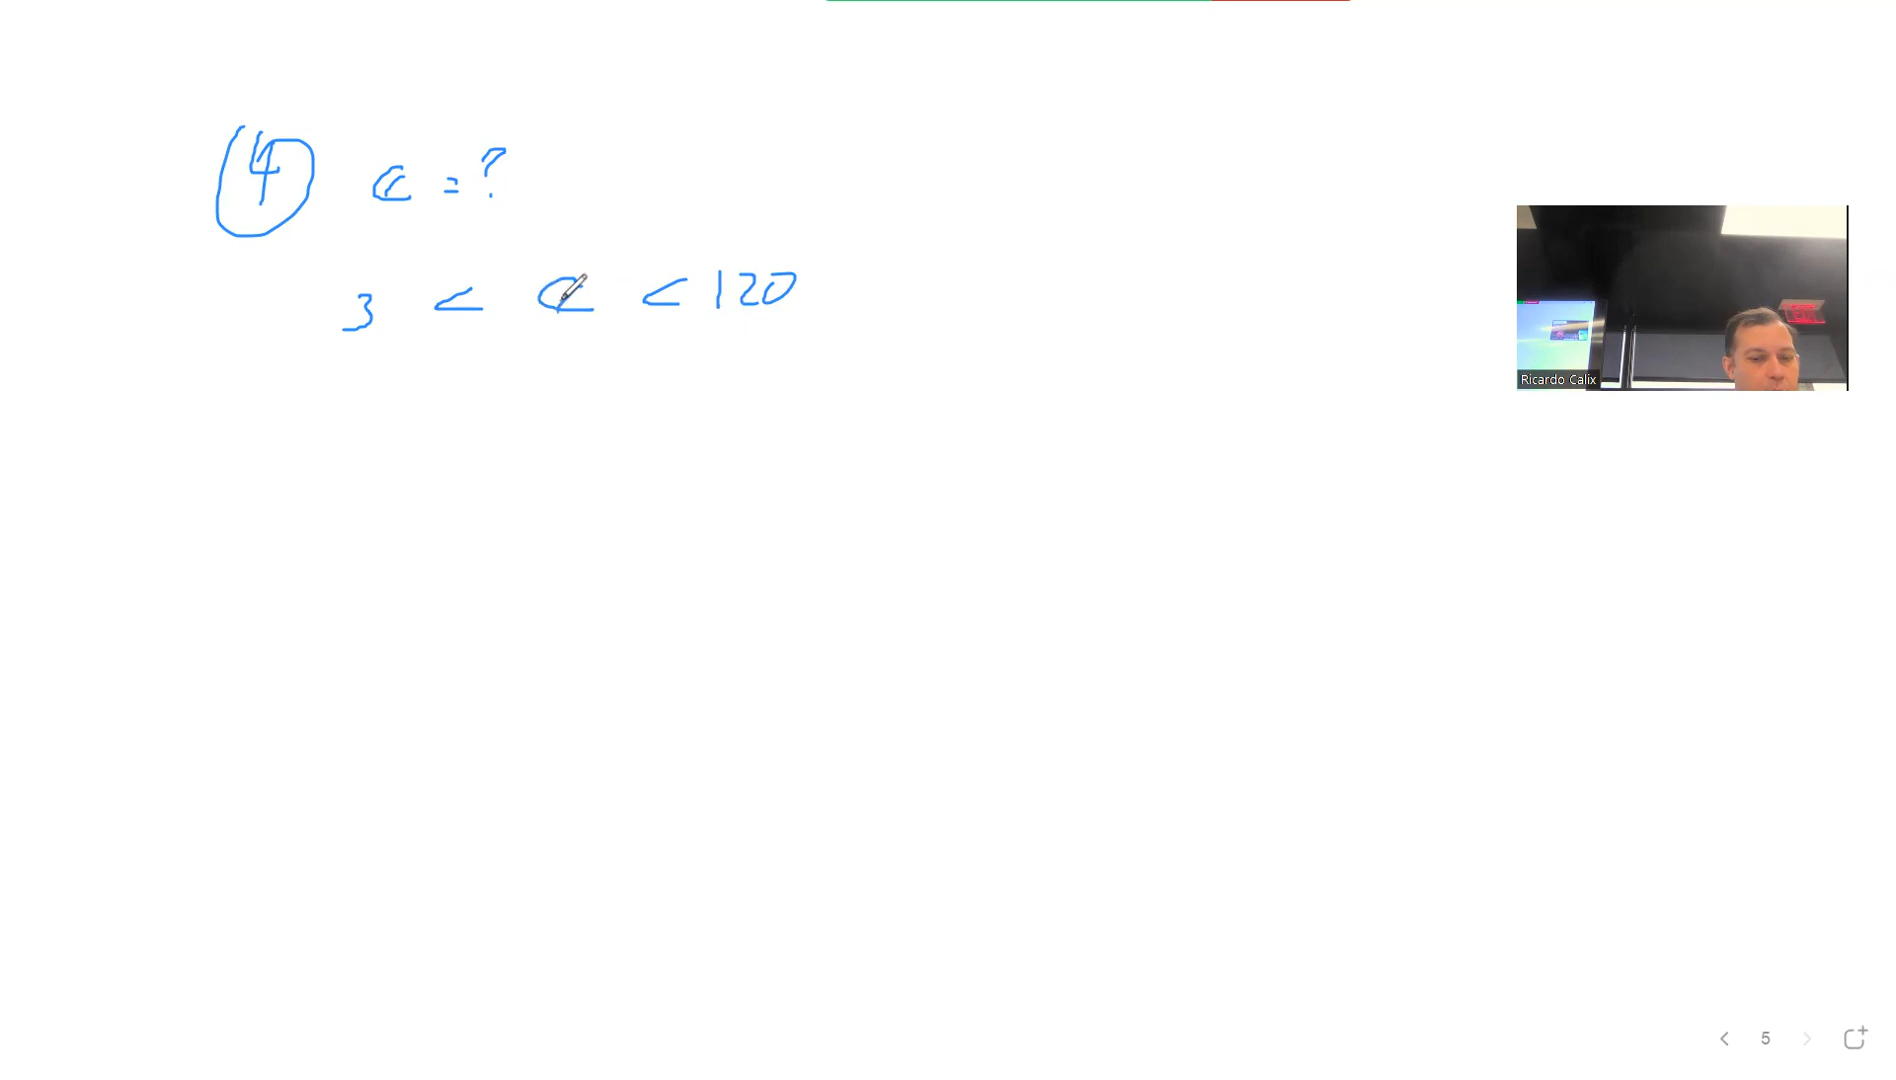 4 e = ?
3 < e < 120
Ricardo Calix
5